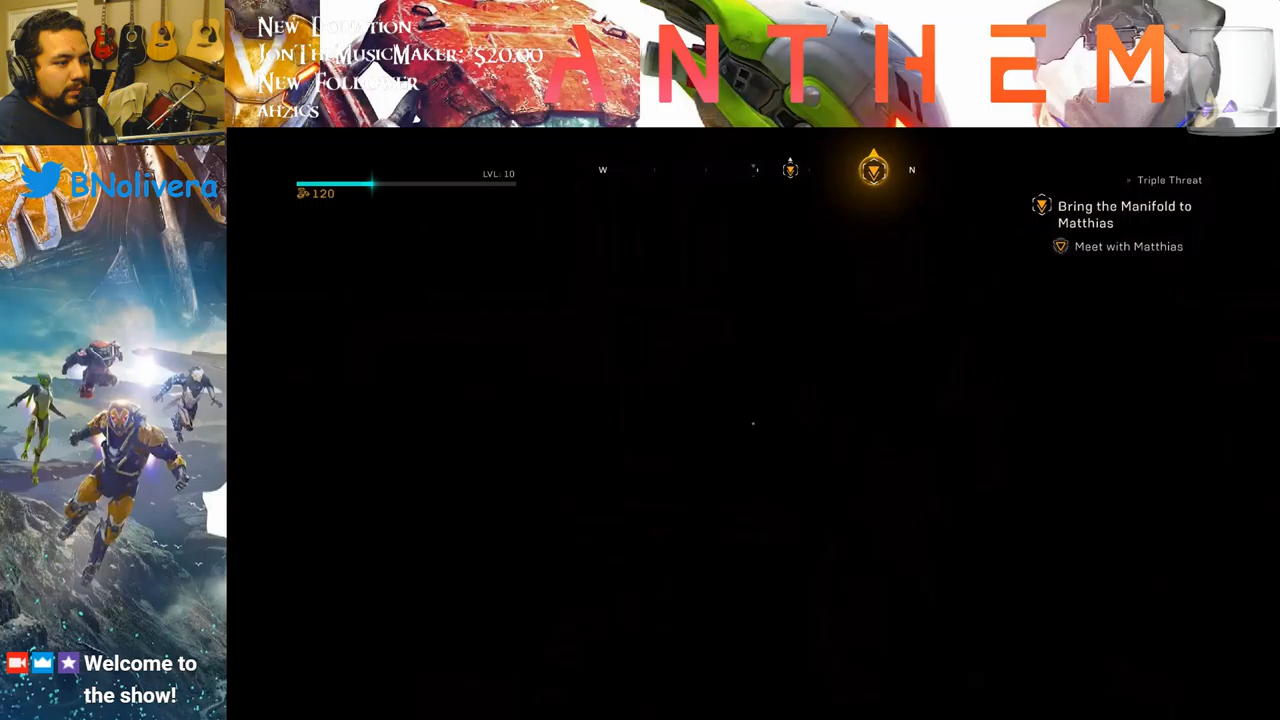 New Donation
JonTheMusicMaker: $20.00
New Follower
ahzics
ANTHEM
BNolivera
LVL: 10
120
W
N
Triple Threat
Bring the Manifold to
Matthias
Meet with Matthias
Welcome to
the show!